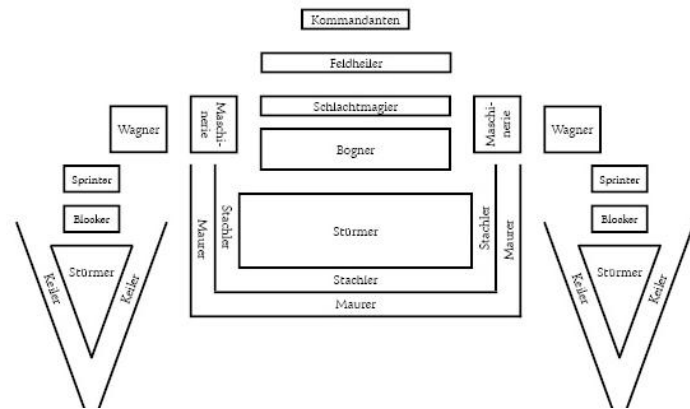 Kommandanten
Feldheiler
Schlachtmagier
Maschi-
nerie
Maschi-
nerie
Wagner
Wagner
Bogner
Sprinter
Sprinter
Blocker
Blocker
Maurer
Stachler
Stürmer
Stachler
Maurer
Stürmer
Stürmer
Keiler
Keiler
Keiler
Keiler
Stachler
Maurer